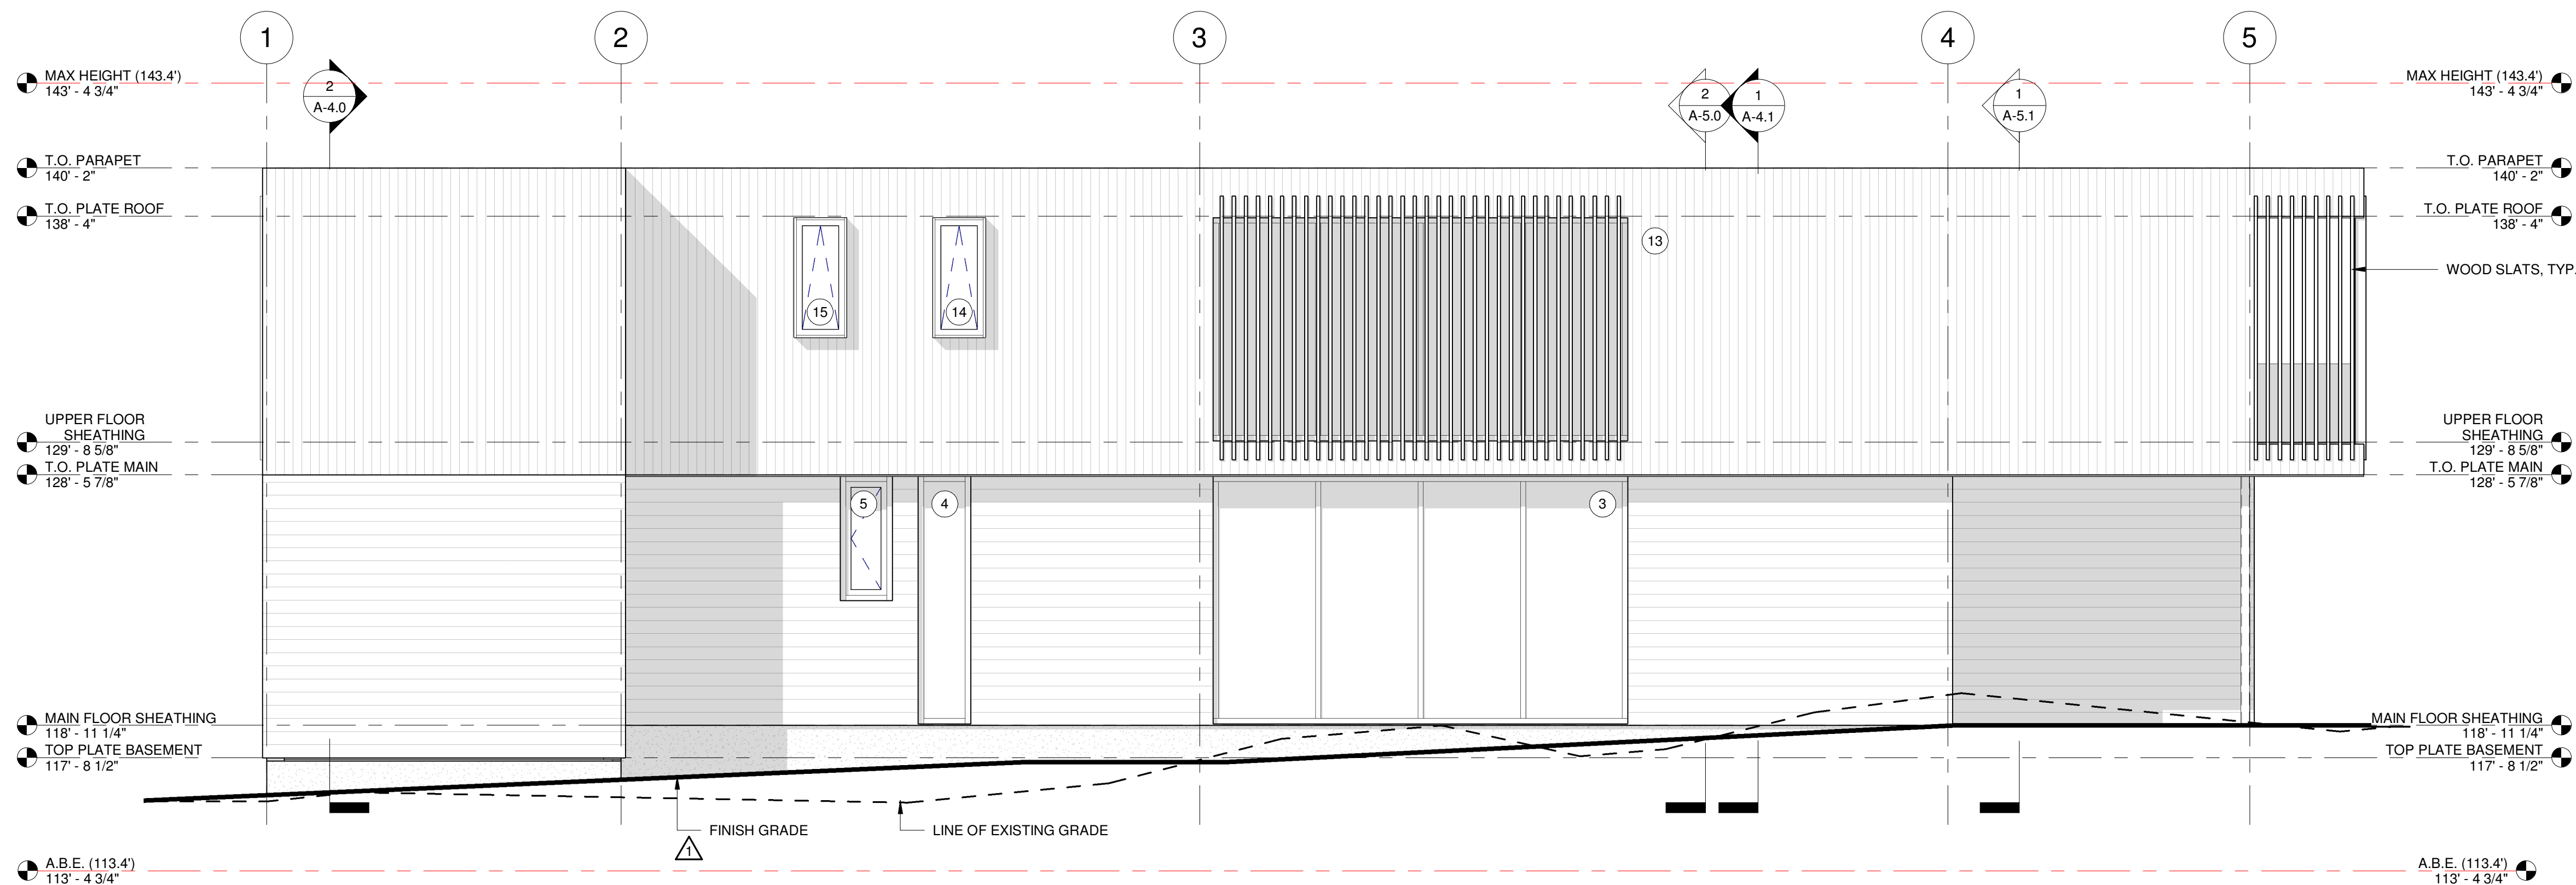 1
2
3
4
5
MAX HEIGHT (143.4')
143' - 4 3/4"
2
A-4.0
2
A-5.0
1
A-4.1
1
A-5.1
MAX HEIGHT (143.4')
143' - 4 3/4"
T.O. PARAPET
140' - 2"
T.O. PARAPET
140' - 2"
T.O. PLATE ROOF
138' - 4"
T.O. PLATE ROOF
138' - 4"
13
WOOD SLATS, TYP.
15
14
UPPER FLOOR
SHEATHING
129' - 8 5/8"
UPPER FLOOR
SHEATHING
129' - 8 5/8"
T.O. PLATE MAIN
128' - 5 7/8"
T.O. PLATE MAIN
128' - 5 7/8"
5
4
3
MAIN FLOOR SHEATHING
118' - 11 1/4"
MAIN FLOOR SHEATHING
118' - 11 1/4"
TOP PLATE BASEMENT
117' - 8 1/2"
TOP PLATE BASEMENT
117' - 8 1/2"
FINISH GRADE
1
LINE OF EXISTING GRADE
A.B.E. (113.4')
113' - 4 3/4"
A.B.E. (113.4')
113' - 4 3/4"